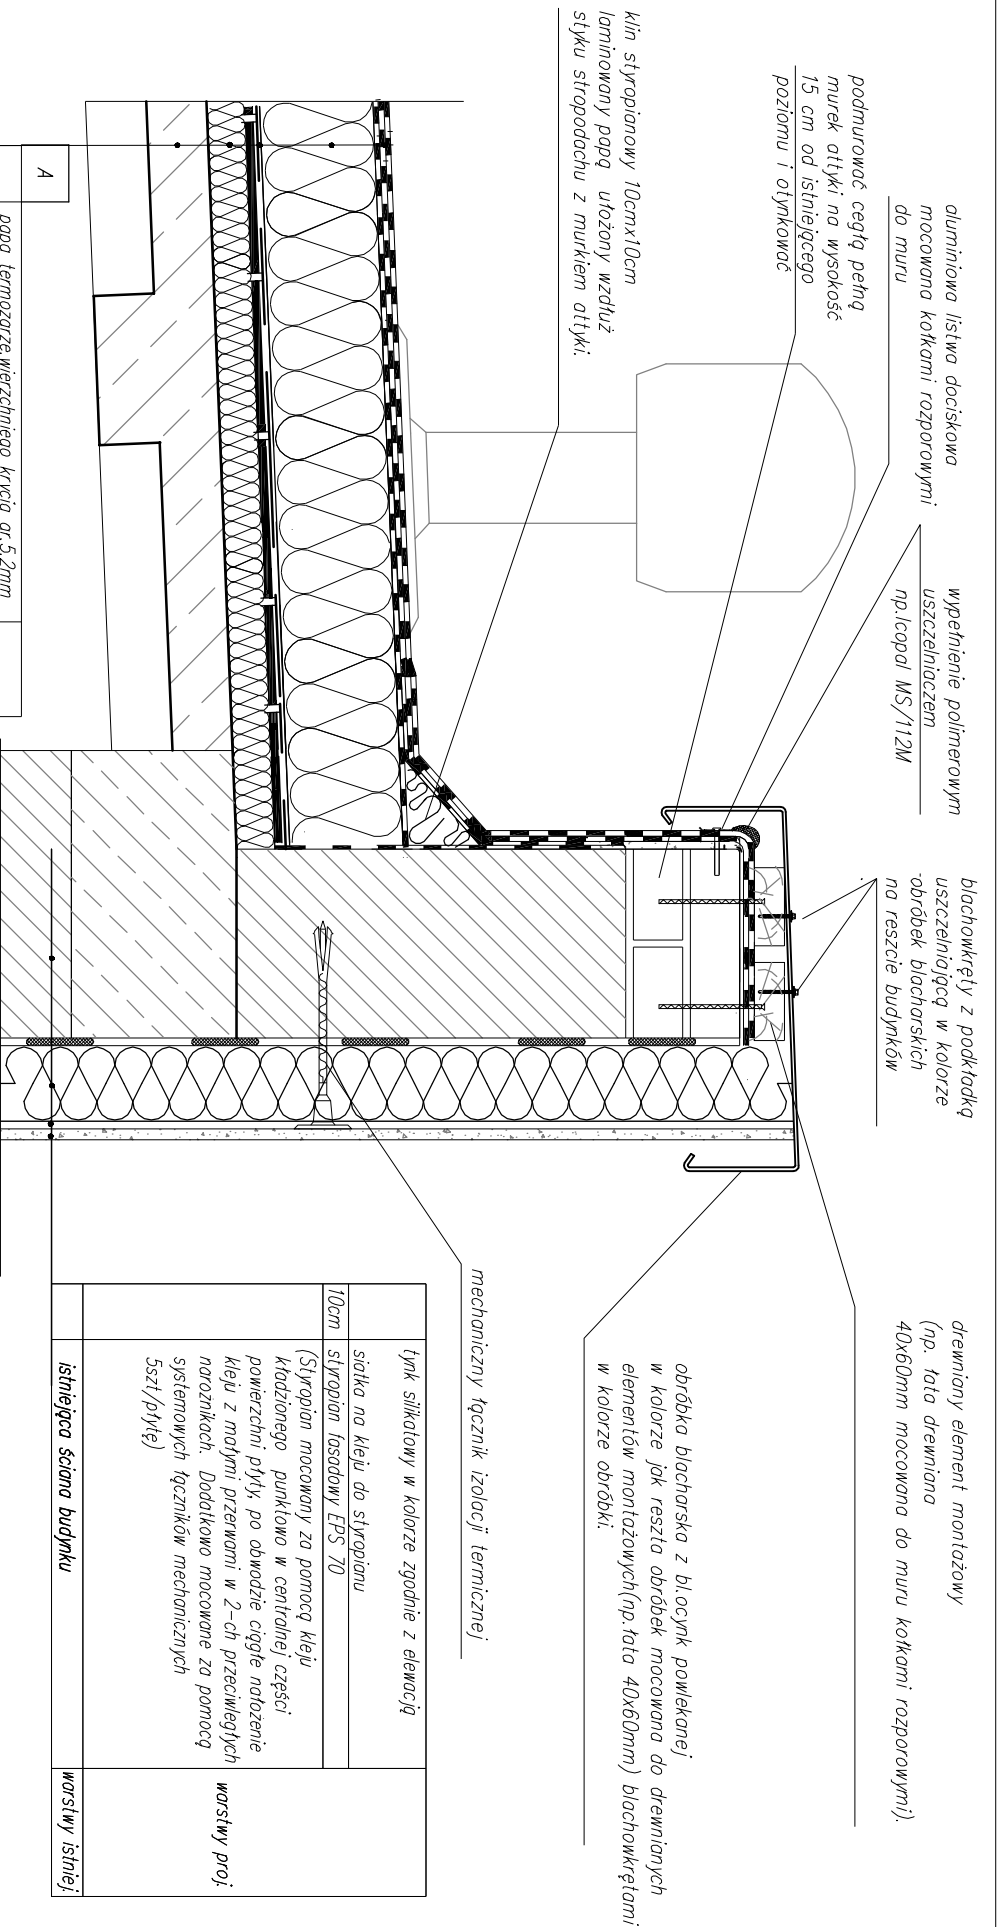 aluminiowa listwa dociskowa
mocowana kołkami rozporowymi
do muru
wypełnienie polimerowym
uszczelniaczem
np.Icopal MS/112M
blachowkręty z podkładką
uszczelniającą w kolorze
obróbek blacharskich
na reszcie budynków
drewniany element montażowy
(np. łata drewniana
40x60mm mocowana do muru kołkami rozporowymi).
podmurować cegłą pełną
murek attyki na wysokość
15 cm od istniejącego
poziomu i otynkować
klin styropianowy 10cmx10cm
laminowany papą ułożony wzdłuż
styku stropodachu z murkiem attyki.
obróbka blacharska z bl.ocynk powlekanej
w kolorze jak reszta obróbek mocowana do drewnianych
elementów montażowych(np.łata 40x60mm) blachowkrętami
w kolorze obróbki.
mechaniczny łącznik izolacji termicznej
tynk silikatowy w kolorze zgodnie z elewacją
siatka na kleju do styropianu
10cm styropian fasadowy EPS 70
(Styropian mocowany za pomocą kleju
kładzionego punktowo w centralnej części
powierzchni płyty, po obwodzie ciągłe nałożenie
kleju z małymi przerwami w 2-ch przeciwległych
narożnikach. Dodatkowo mocowane za pomocą
systemowych łączników mechanicznych
5szt/płytę)
warstwy proj.
istniejąca ściana budynku
warstwy istniej.
A
papa termozgrze.wierzchniego krycia gr.5,2mm